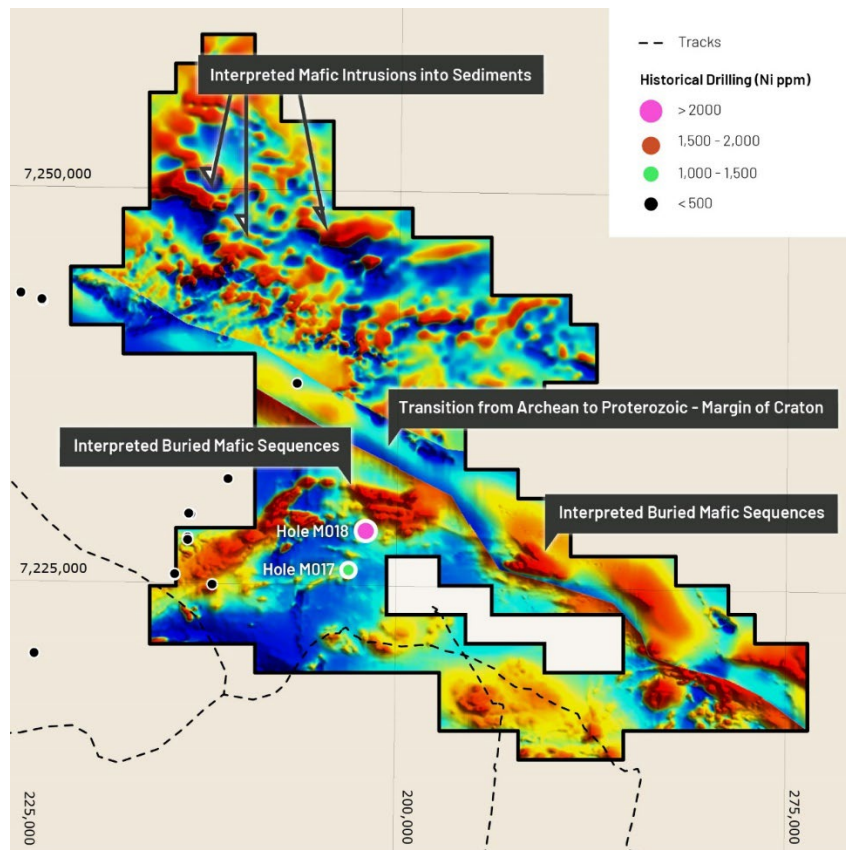 Tracks
Historical Drilling (Ni ppm)
> 2000
1,500 - 2,000
1,000 - 1,500
< 500
Interpreted Mafic Intrusions into Sediments
7,250,000
Transition from Archean to Proterozoic - Margin of Craton
Interpreted Buried Mafic Sequences
Interpreted Buried Mafic Sequences
Hole M018
Hole M017
7,225,000
225,000
200,000
275,000